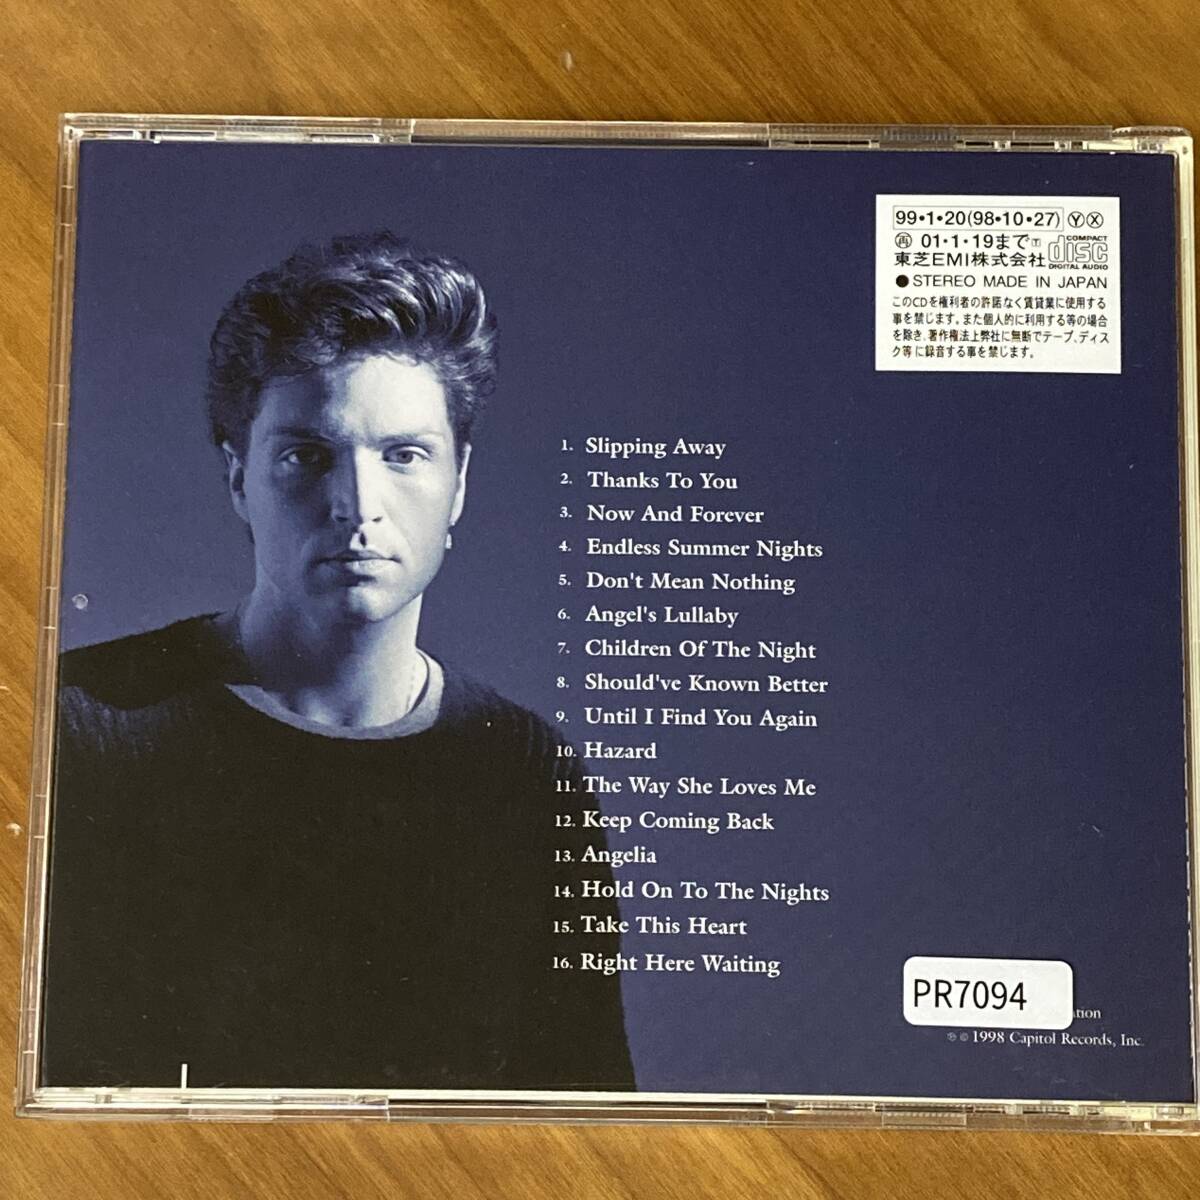 99・1・20(98・10・27) Ⓨ Ⓧ
再 01・1・19まで
東芝EMI株式会社
COMPACT
disc
DIGITAL AUDIO
● STEREO MADE IN JAPAN
このCDを権利者の許諾なく賃貸業に使用する
事を禁じます。また個人的に利用する等の場合
を除き、著作権法上弊社に無断でテープ、ディス
ク等に録音する事を禁じます。
1. Slipping Away
2. Thanks To You
3. Now And Forever
4. Endless Summer Nights
5. Don't Mean Nothing
6. Angel's Lullaby
7. Children Of The Night
8. Should've Known Better
9. Until I Find You Again
10. Hazard
11. The Way She Loves Me
12. Keep Coming Back
13. Angelia
14. Hold On To The Nights
15. Take This Heart
16. Right Here Waiting
PR7094
℗ © 1998 Capitol Records, Inc.